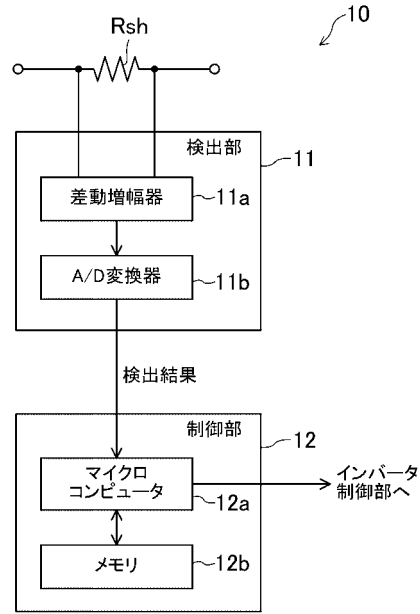 10
Rsh
検出部
11
差動増幅器
11a
A/D変換器
11b
検出結果
制御部
12
マイクロ
コンピュータ
12a
インバータ
制御部へ
メモリ
12b